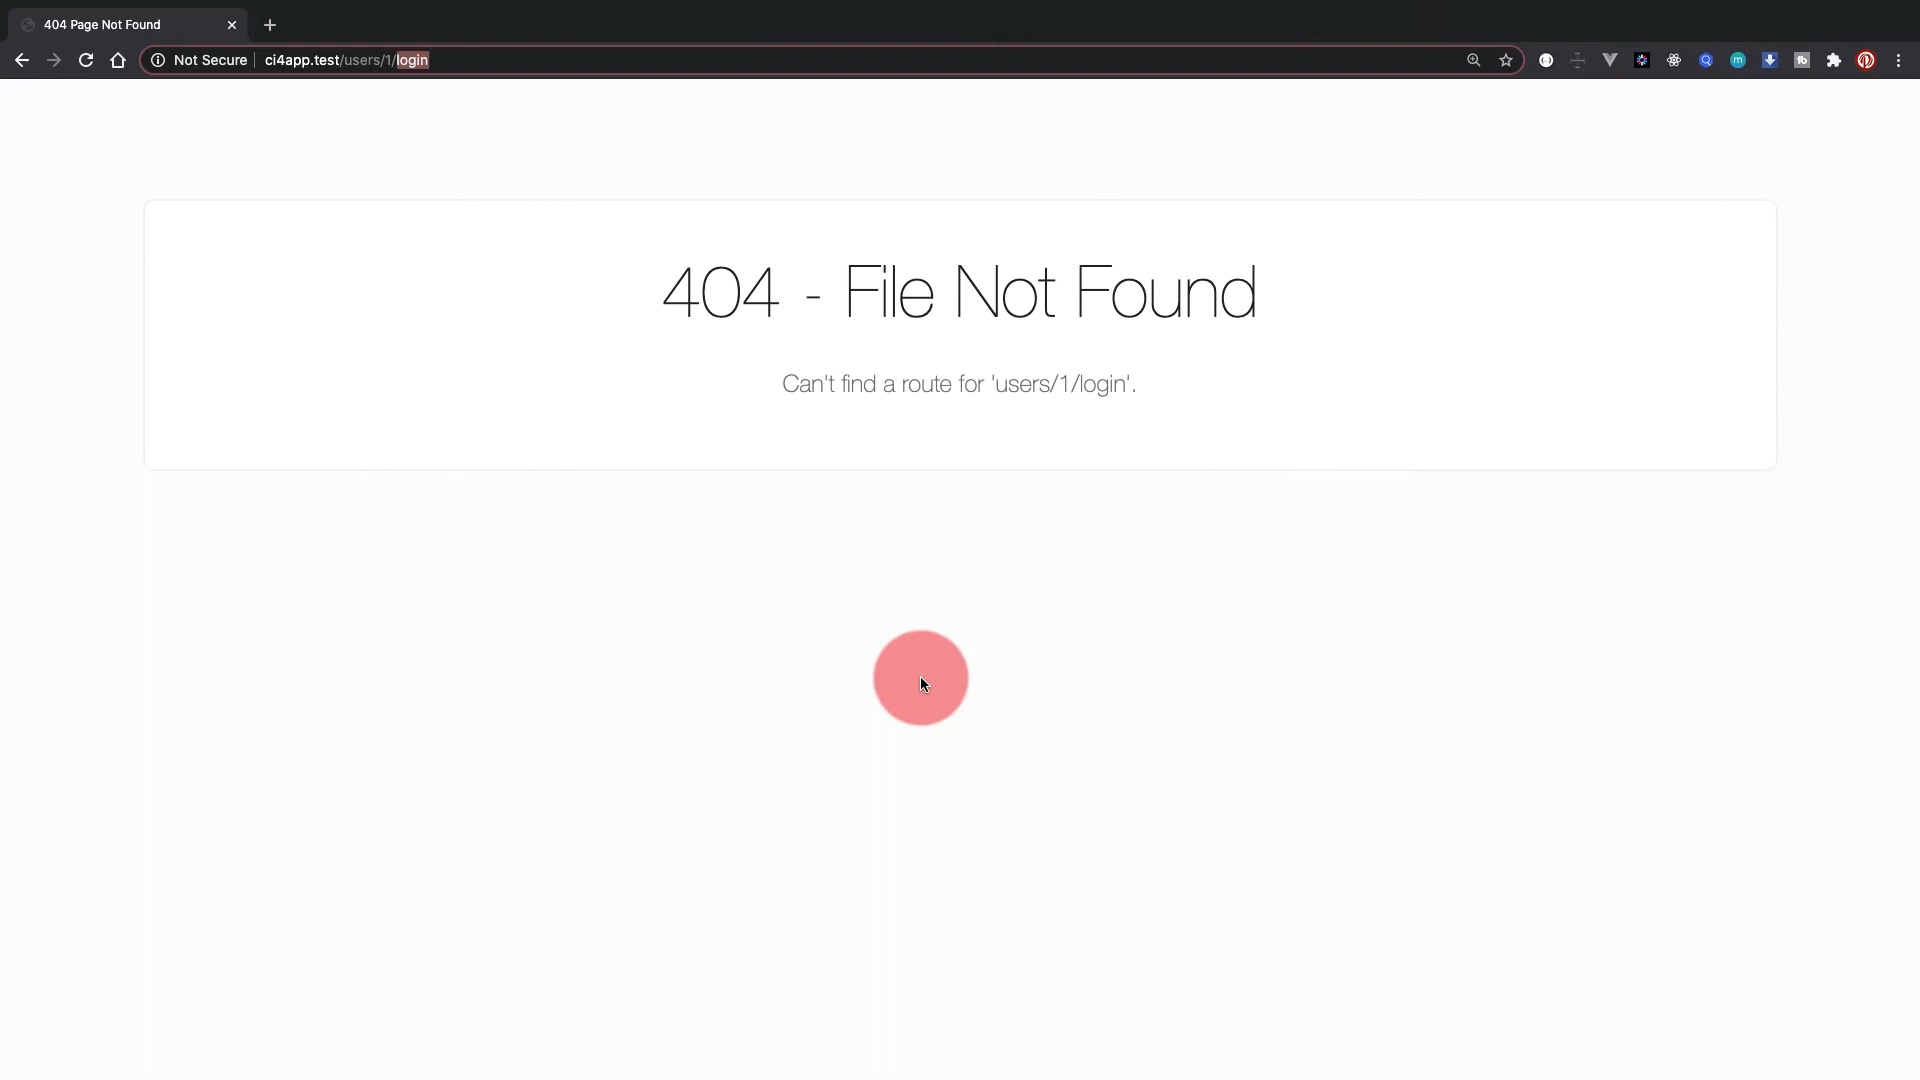 404 Page Not Found
Not Secure ci4app.test/users/1/login
404 - File Not Found
Can't find a route for 'users/1/login'.